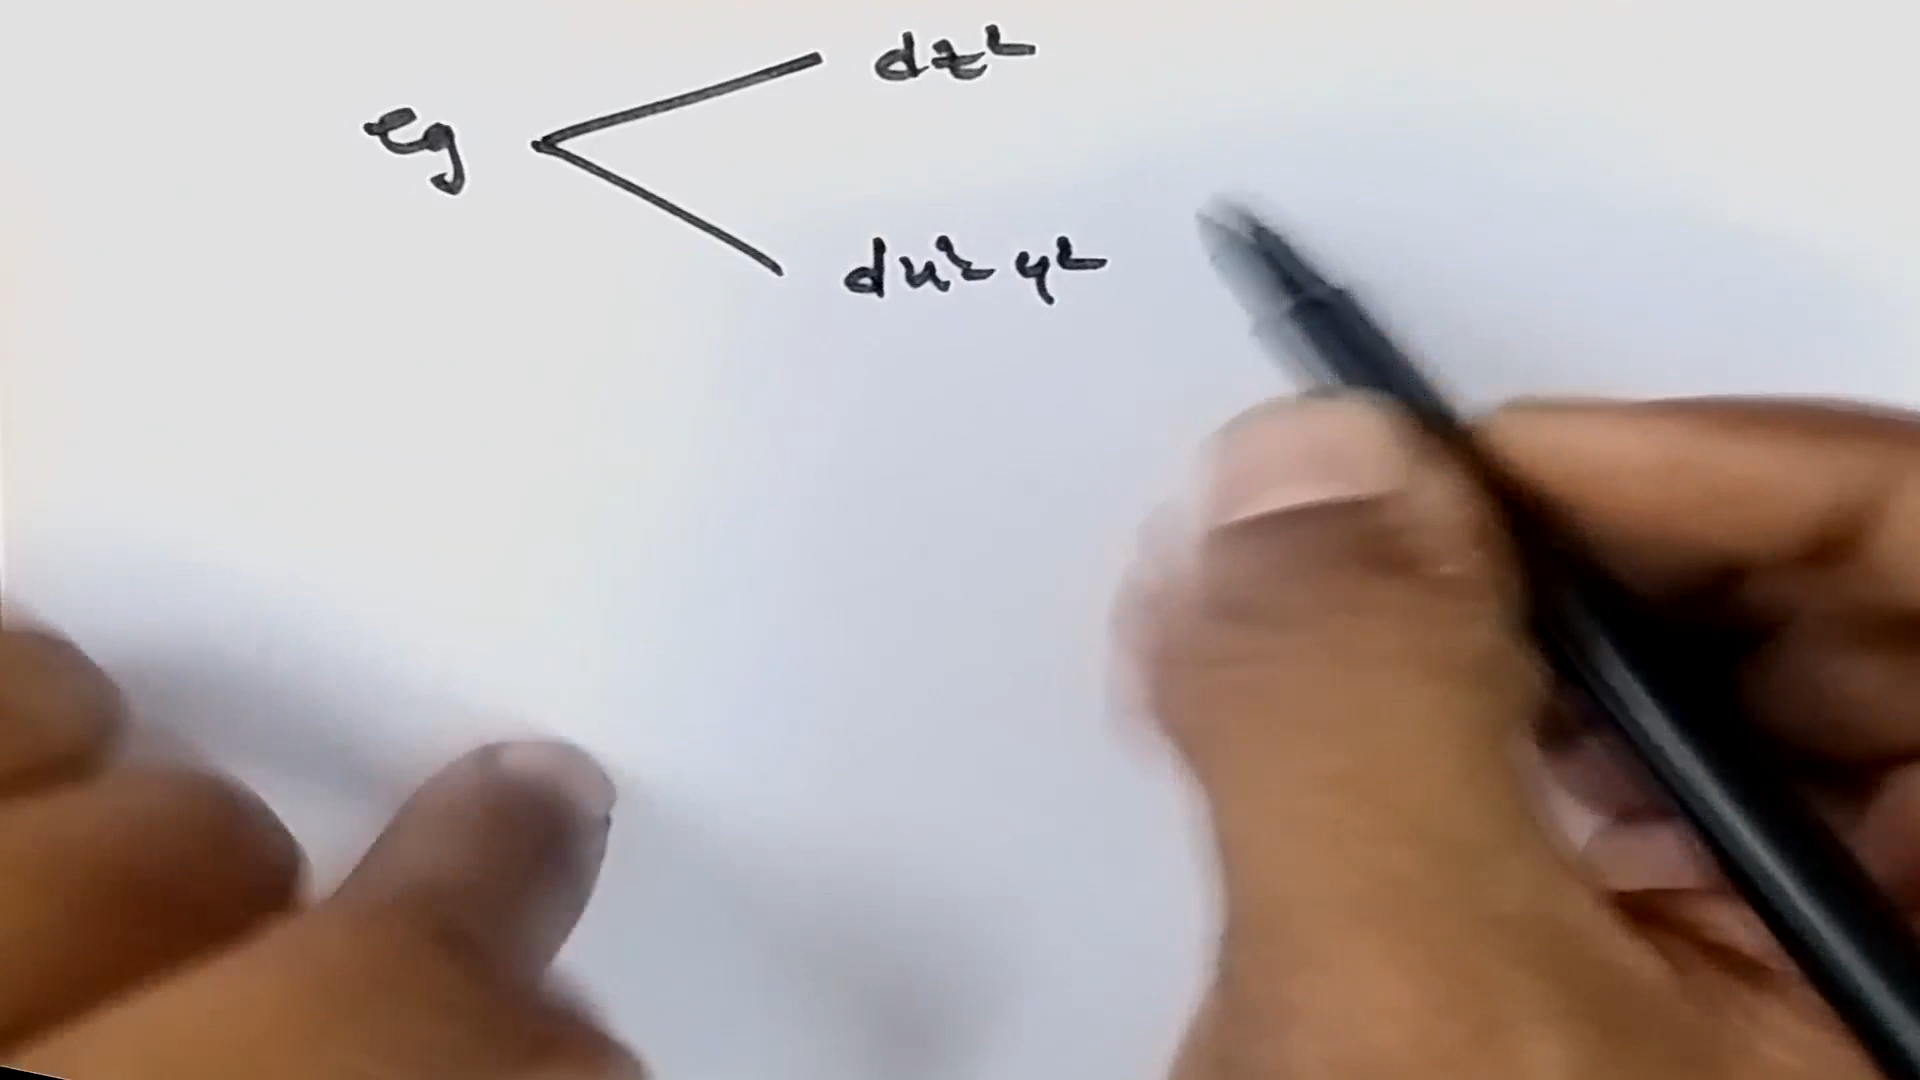 dz²
eg
dx² y²